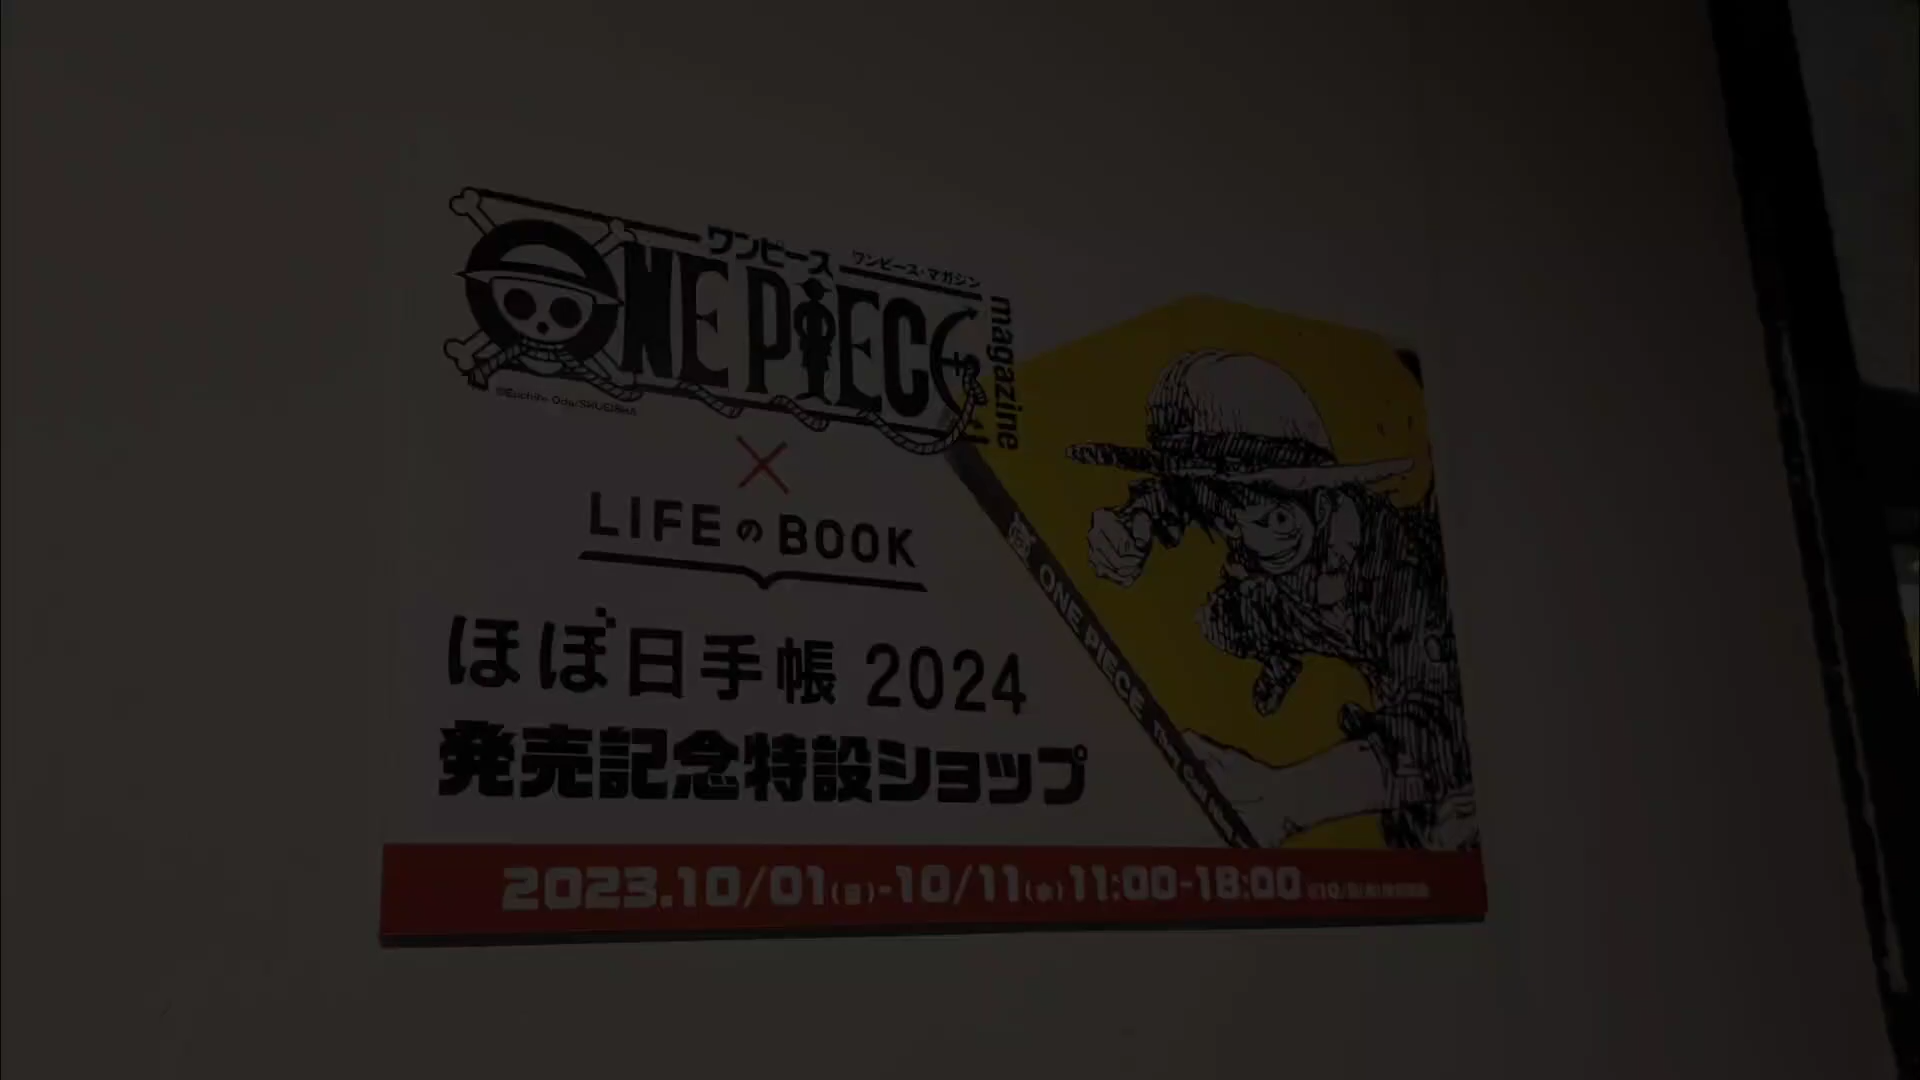 ワンピース
ワンピース・マガジン
ONE PIECE
magazine
©Eiichiro Oda/SHUEISHA
×
LIFEのBOOK
ほぼ日手帳 2024
発売記念特設ショップ
ONE PIECE
2023.10/01(日)-10/11(水)11:00-18:00